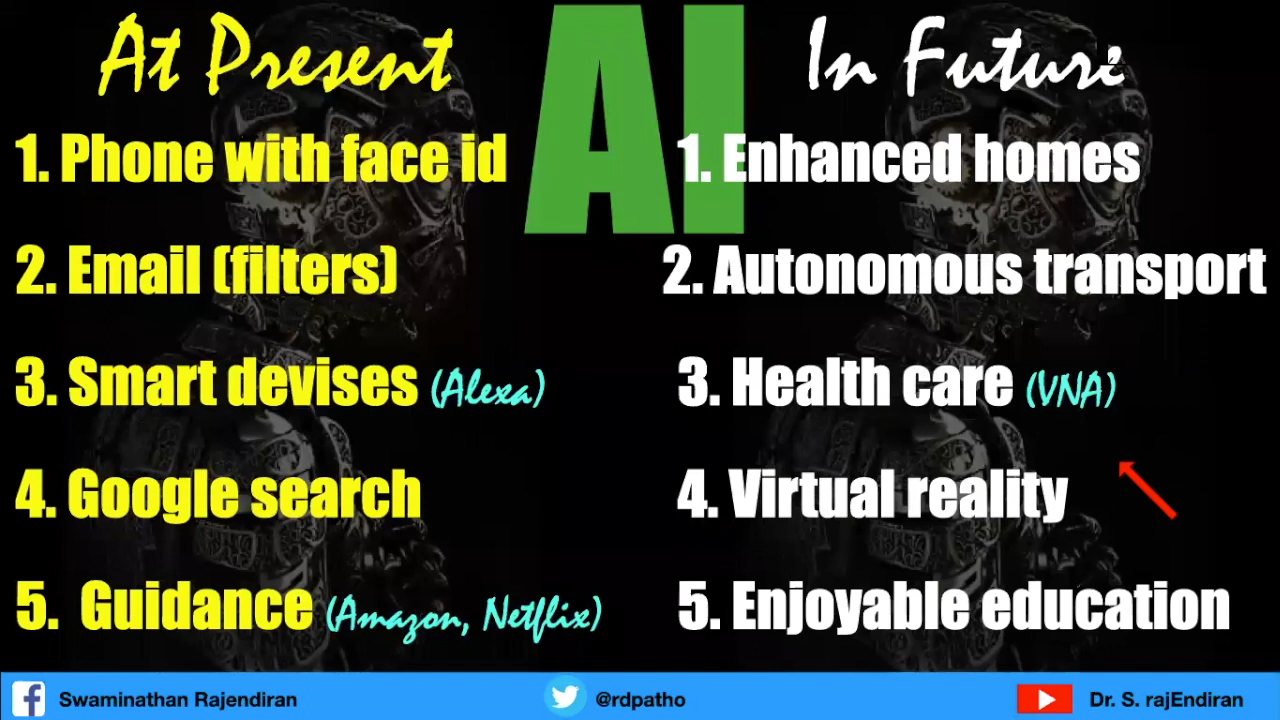 At Present
AI
In Future
1. Phone with face id
2. Email (filters)
3. Smart devises (Alexa)
4. Google search
5. Guidance (Amazon, Netflix)
1. Enhanced homes
2. Autonomous transport
3. Health care (VNA)
4. Virtual reality
5. Enjoyable education
Swaminathan Rajendiran
@rdpatho
Dr. S. rajEndiran